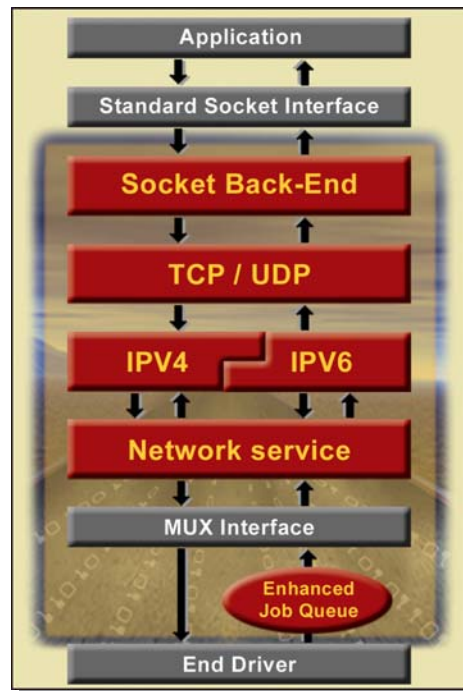 Application
Standard Socket Interface
Socket Back-End
TCP / UDP
IPV4
IPV6
Network service
MUX Interface
Enhanced
Job Queue
End Driver